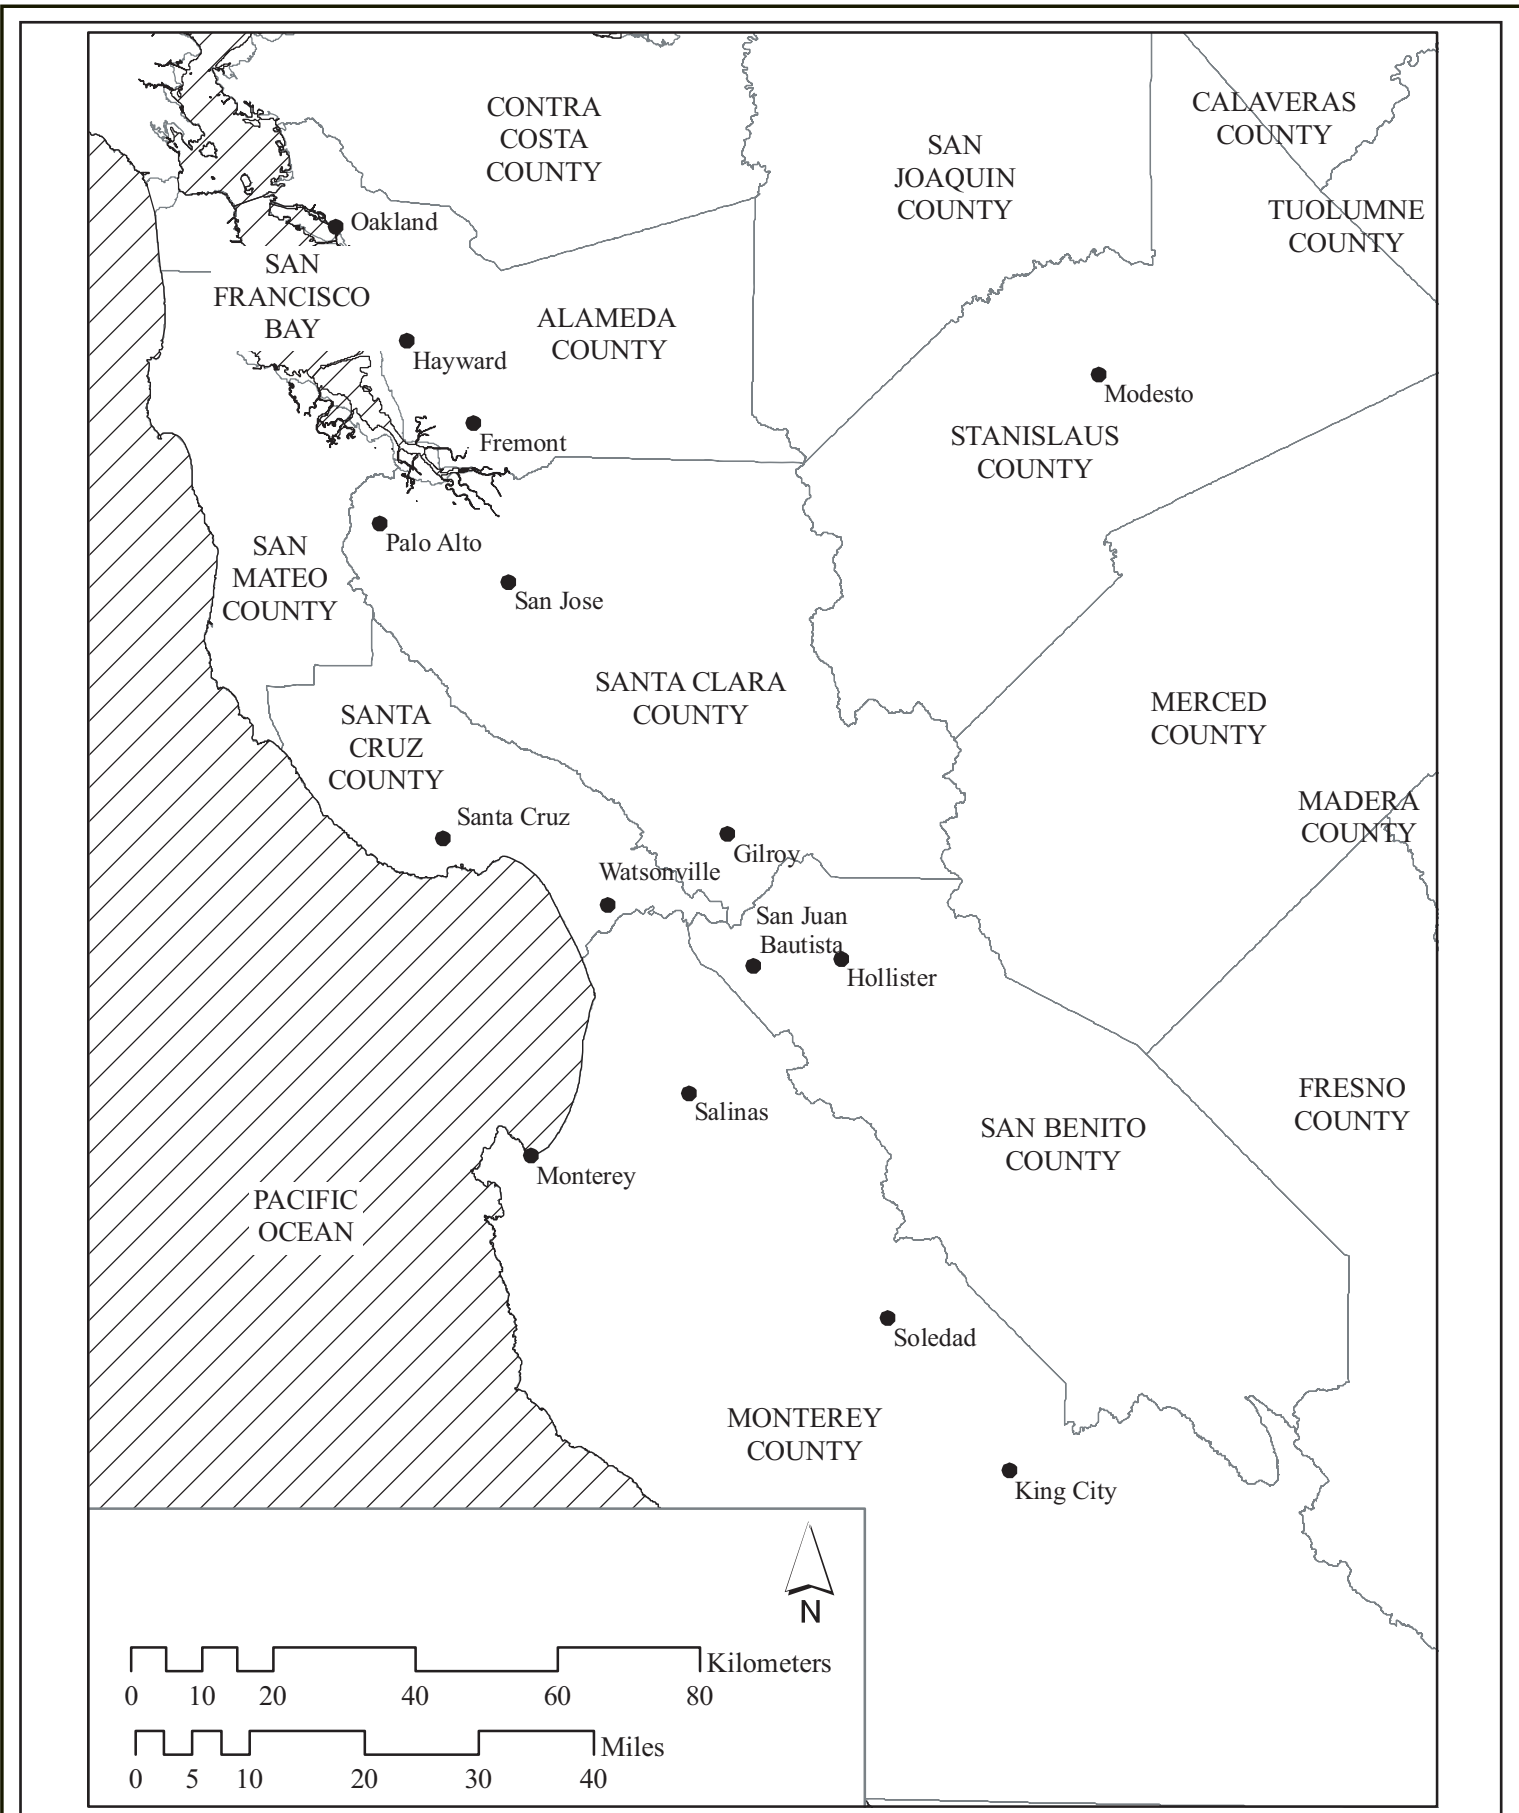 CONTRA
COSTA
COUNTY
CALAVERAS
COUNTY
SAN
JOAQUIN
COUNTY
TUOLUMNE
COUNTY
Oakland
SAN
FRANCISCO
BAY
ALAMEDA
COUNTY
Hayward
Modesto
Fremont
STANISLAUS
COUNTY
Palo Alto
SAN
MATEO
COUNTY
San Jose
SANTA CLARA
COUNTY
MERCED
COUNTY
SANTA
CRUZ
COUNTY
MADERA
COUNTY
Santa Cruz
Gilroy
Watsonville
San Juan
Bautista
Hollister
FRESNO
COUNTY
Salinas
SAN BENITO
COUNTY
Monterey
PACIFIC
OCEAN
Soledad
MONTEREY
COUNTY
King City
N
Kilometers
0 10 20 40 60 80
Miles
0 5 10 20 30 40